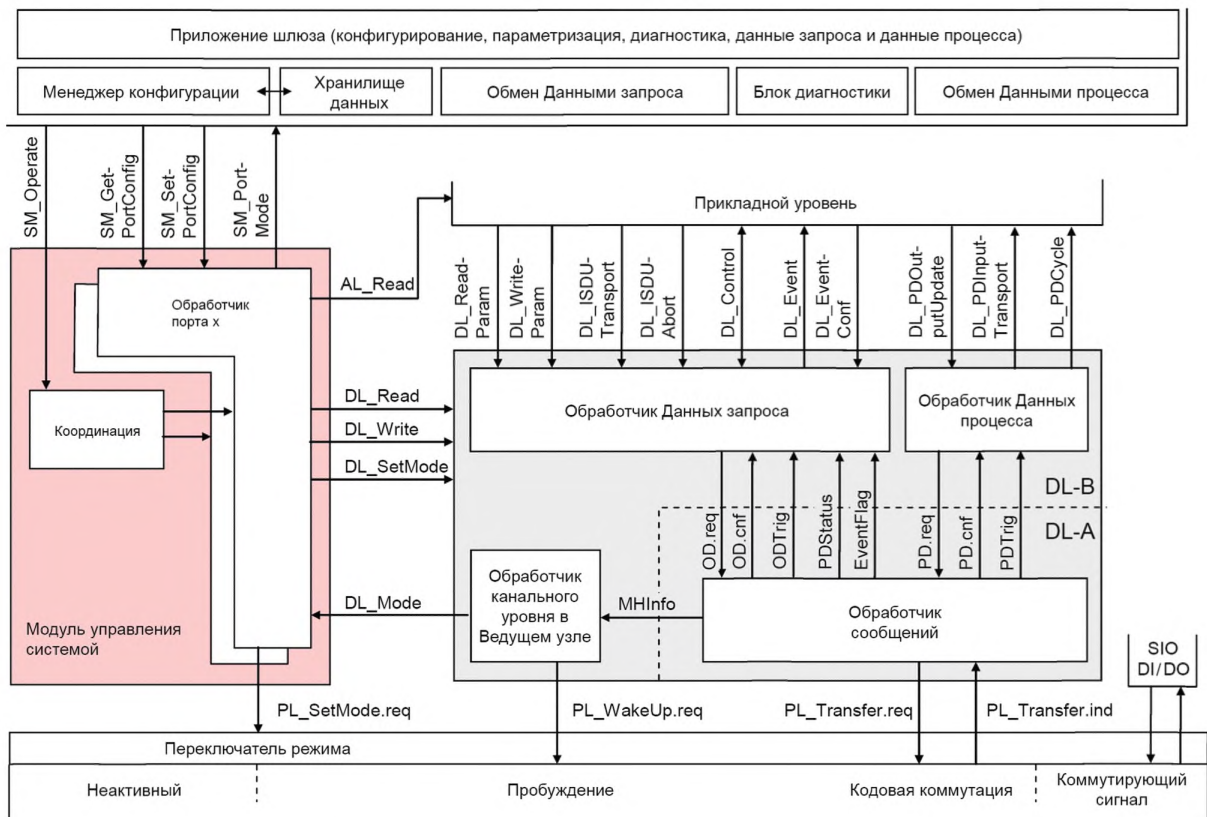 Приложение шлюза (конфигурирование, параметризация, диагностика, данные запроса и данные процесса)
Менеджер конфигурации
Хранилище
данных
Обмен Данными запроса
Блок диагностики
Обмен Данными процесса
SM_Operate
SM_Get-
PortConfig
SM_Set-
PortConfig
SM_Port-
Mode
Прикладной уровень
AL_Read
DL_Read-
Param
DL_Write-
Param
DL_ISDU-
Transport
DL_ISDU-
Abort
DL_Control
DL_Event
DL_Event-
Conf
DL_PDOut-
putUpdate
DL_PDInput-
Transport
DL_PDCycle
Обработчик
порта x
Координация
DL_Read
DL_Write
DL_SetMode
Обработчик Данных запроса
Обработчик Данных
процесса
DL-B
DL-A
OD.req
OD.cnf
ODTrig
PDStatus
EventFlag
PD.req
PD.cnf
PDTrig
Обработчик
канального
уровня в
Ведущем узле
DL_Mode
MHInfo
Обработчик
сообщений
Модуль управления
системой
SIO
DI/DO
PL_SetMode.req
PL_WakeUp.req
PL_Transfer.req
PL_Transfer.ind
Переключатель режима
Неактивный
Пробуждение
Кодовая коммутация
Коммутирующий
сигнал